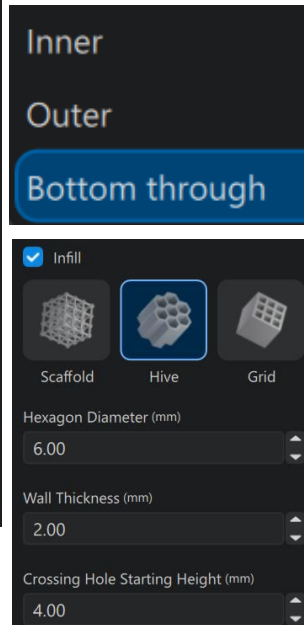 Inner
Outer
Bottom through
Infill
Scaffold Hive Grid
Hexagon Diameter (mm)
6.00
Wall Thickness (mm)
2.00
Crossing Hole Starting Height (mm)
4.00